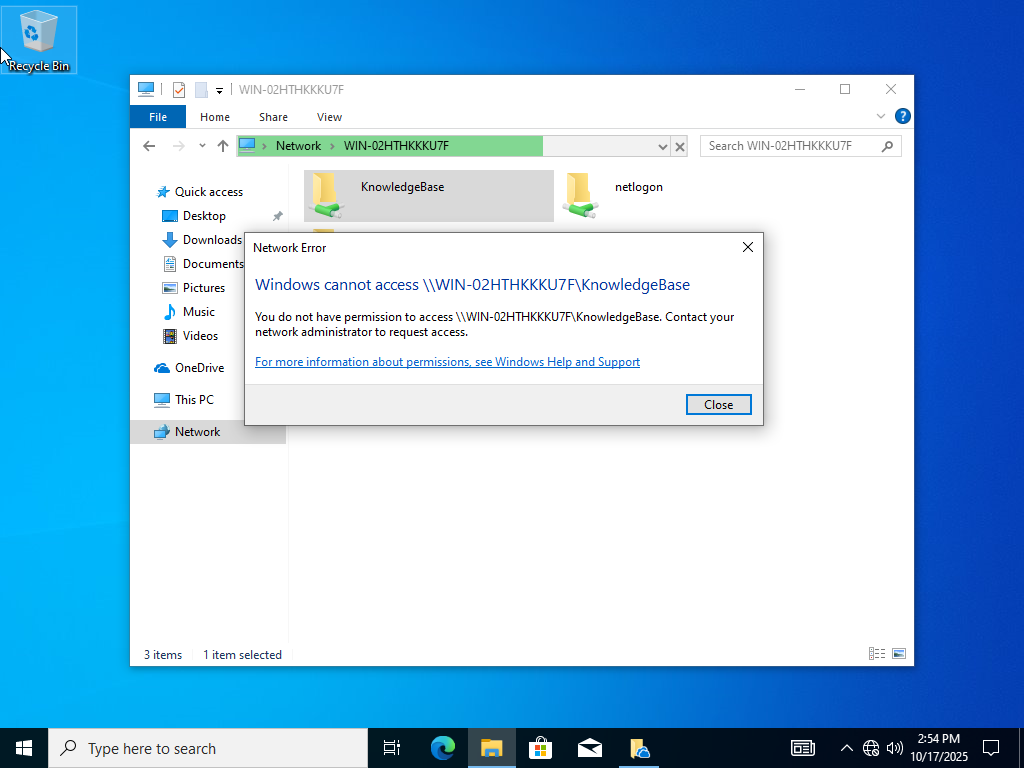 Recycle Bin
WIN-02HTHKKKU7F
File Home Share View
Network WIN-02HTHKKKU7F Search WIN-02HTHKKKU7F
Quick access
Desktop
Downloads
Documents
Pictures
Music
Videos
OneDrive
This PC
Network
KnowledgeBase netlogon
Network Error
Windows cannot access \\WIN-02HTHKKKU7F\KnowledgeBase
You do not have permission to access \\WIN-02HTHKKKU7F\KnowledgeBase. Contact your
network administrator to request access.
For more information about permissions, see Windows Help and Support
Close
3 items 1 item selected
Type here to search
2:54 PM
10/17/2025